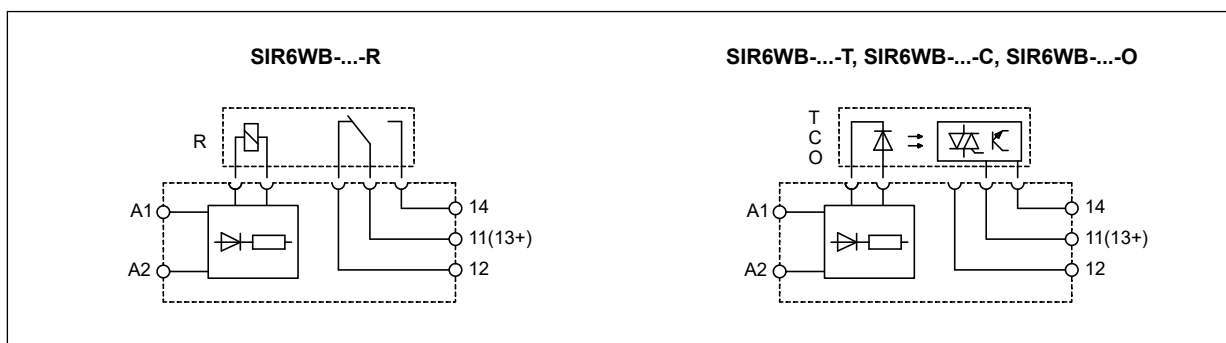 SIR6WB-...-R
R
A1
A2
14
11(13+)
12
SIR6WB-...-T, SIR6WB-...-C, SIR6WB-...-O
T
C
O
A1
A2
14
11(13+)
12